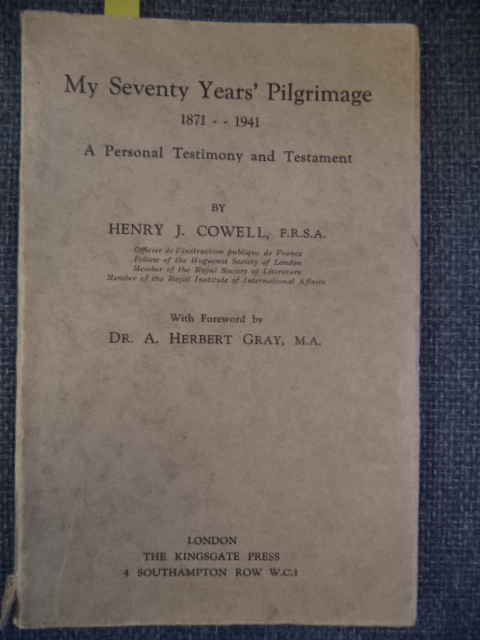 My Seventy Years' Pilgrimage
1871 - - 1941
A Personal Testimony and Testament
BY
HENRY J. COWELL, F.R.S.A.
Officier de l'instruction publique de France
Fellow of the Huguenot Society of London
Member of the Royal Society of Literature
Member of the Royal Institute of International Affairs
With Foreword by
DR. A. HERBERT GRAY, M.A.
LONDON
THE KINGSGATE PRESS
4 SOUTHAMPTON ROW W.C.1